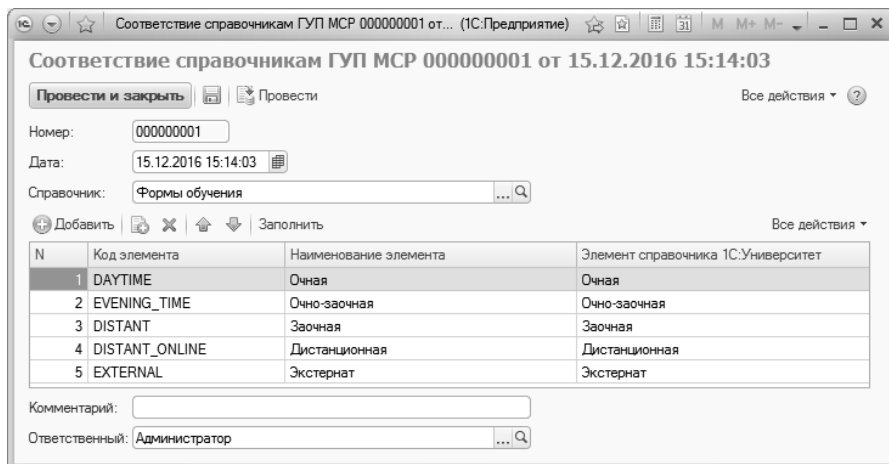 Соответствие справочникам ГУП МСР 000000001 от... (1С:Предприятие) 31 M M+ M-
Соответствие справочникам ГУП МСР 000000001 от 15.12.2016 15:14:03
Провести и закрыть Провести Все действия ?
Номер: 000000001
Дата: 15.12.2016 15:14:03
Справочник: Формы обучения ...
Добавить Заполнить Все действия
N Код элемента Наименование элемента Элемент справочника 1С:Университет
1 DAYTIME Очная Очная
2 EVENING_TIME Очно-заочная Очно-заочная
3 DISTANT Заочная Заочная
4 DISTANT_ONLINE Дистанционная Дистанционная
5 EXTERNAL Экстернат Экстернат
Комментарий:
Ответственный: Администратор ...